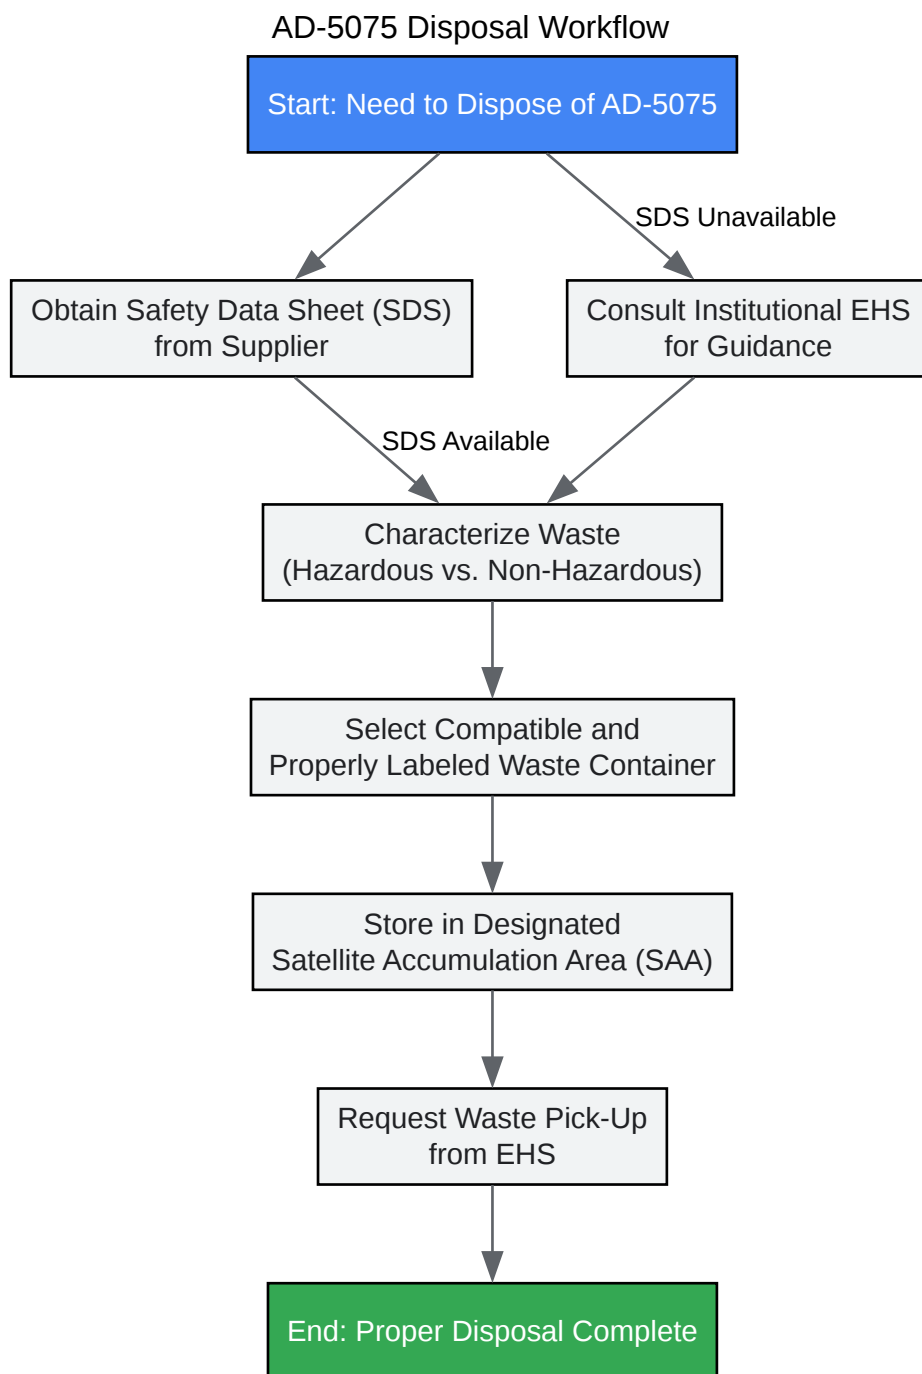 AD-5075 Disposal Workflow
Start: Need to Dispose of AD-5075
SDS Unavailable
Obtain Safety Data Sheet (SDS)
from Supplier
Consult Institutional EHS
for Guidance
SDS Available
Characterize Waste
(Hazardous vs. Non-Hazardous)
Select Compatible and
Properly Labeled Waste Container
Store in Designated
Satellite Accumulation Area (SAA)
Request Waste Pick-Up
from EHS
End: Proper Disposal Complete